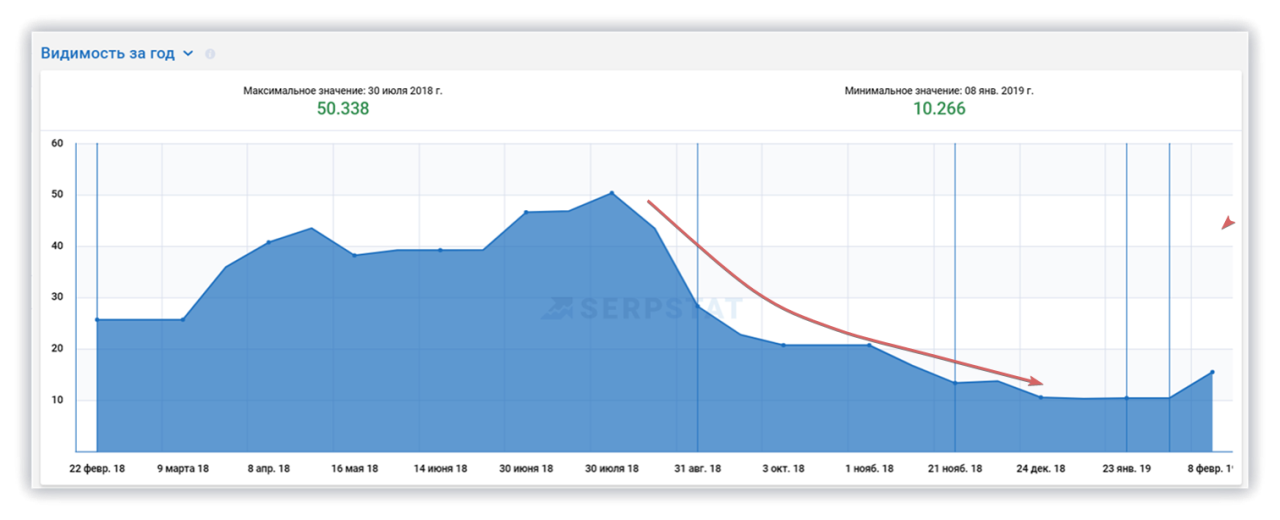 Видимость за год
Максимальное значение: 30 июля 2018 г.
50.338
Минимальное значение: 08 янв. 2019 г.
10.266
60
50
40
30
20
10
SERPSTAT
22 февр. 18 9 марта 18 8 апр. 18 16 мая 18 14 июня 18 30 июня 18 30 июля 18 31 авг. 18 3 окт. 18 1 нояб. 18 21 нояб. 18 24 дек. 18 23 янв. 19 8 февр. 1